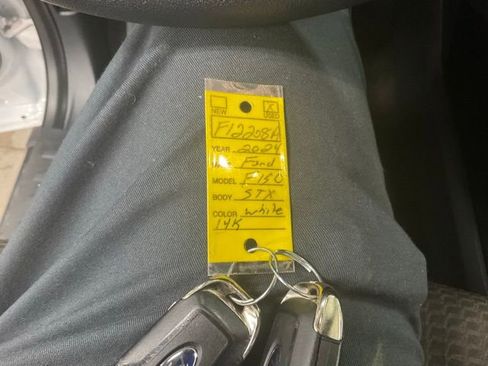 NEW X USED
F12208A
YEAR 2024
Ford
MODEL F150
BODY STX
COLOR white
14K